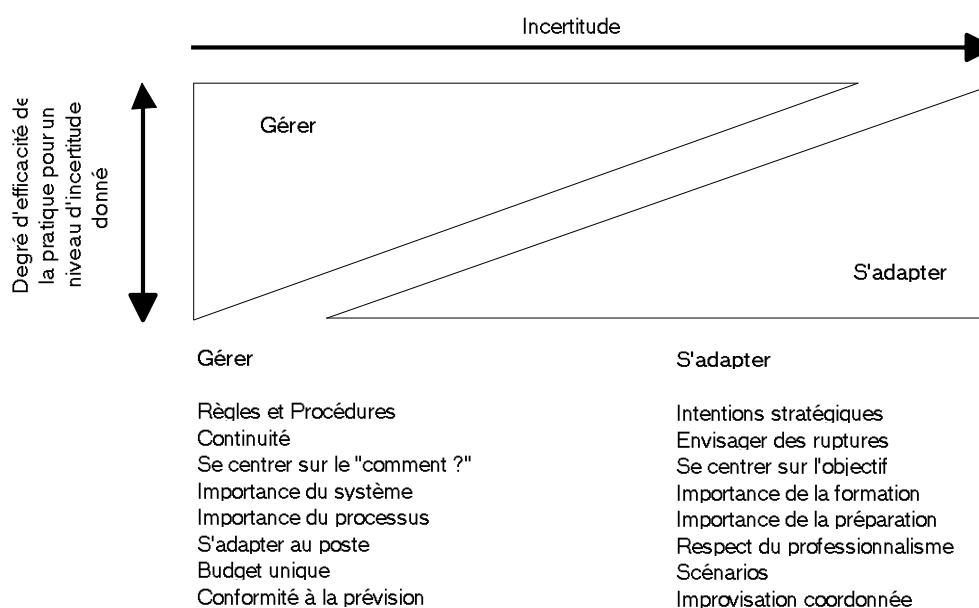 Incertitude
Degré d'efficacité de
la pratique pour un
niveau d'incertitude
donné
Gérer
S'adapter
Gérer
Règles et Procédures
Continuité
Se centrer sur le "comment ?"
Importance du système
Importance du processus
S'adapter au poste
Budget unique
Conformité à la prévision
S'adapter
Intentions stratégiques
Envisager des ruptures
Se centrer sur l'objectif
Importance de la formation
Importance de la préparation
Respect du professionnalisme
Scénarios
Improvisation coordonnée